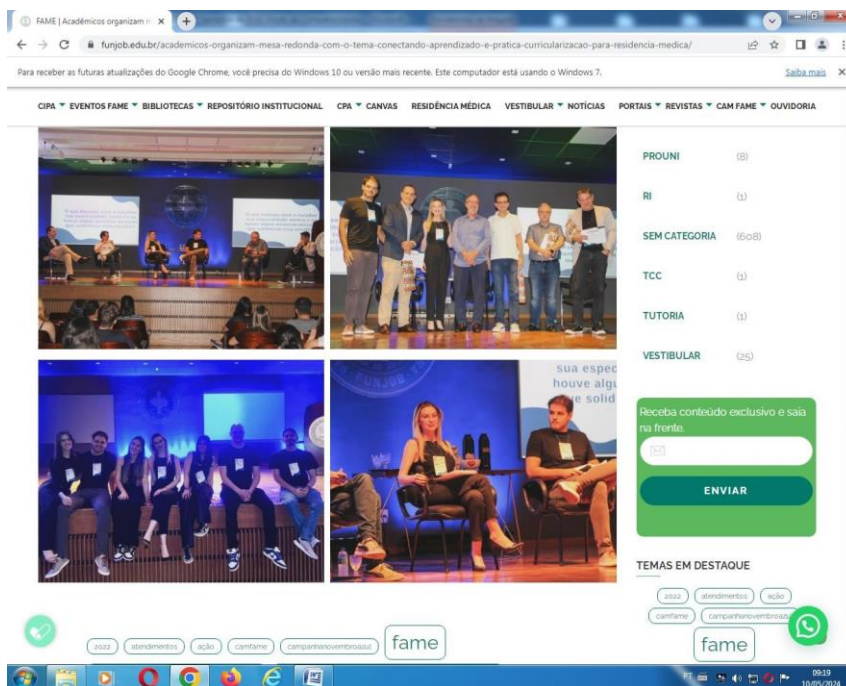 FAME | Acadêmicos organizam m
funjob.edu.br/academicos-organizam-mesa-redonda-com-o-tema-conectando-aprendizado-e-pratica-curricularizacao-para-residencia-medica/
Para receber as futuras atualizações do Google Chrome, você precisa do Windows 10 ou versão mais recente. Este computador está usando o Windows 7.
Saiba mais
CIPA EVENTOS FAME BIBLIOTECAS REPOSITÓRIO INSTITUCIONAL CPA CANVAS RESIDÊNCIA MÉDICA VESTIBULAR NOTÍCIAS PORTAIS REVISTAS CAM FAME OUVIDORIA
PROUNI (8)
RI (1)
SEM CATEGORIA (608)
TCC (1)
TUTORIA (1)
VESTIBULAR (25)
FUNJOB
sua espec
houve algu
e solid
Receba conteúdo exclusivo e saia
na frente.
ENVIAR
TEMAS EM DESTAQUE
2022 atendimentos ação
camfame campanhanovembroazul
fame
2022 atendimentos ação camfame campanhanovembroazul fame
PT
09:19
10/05/2024